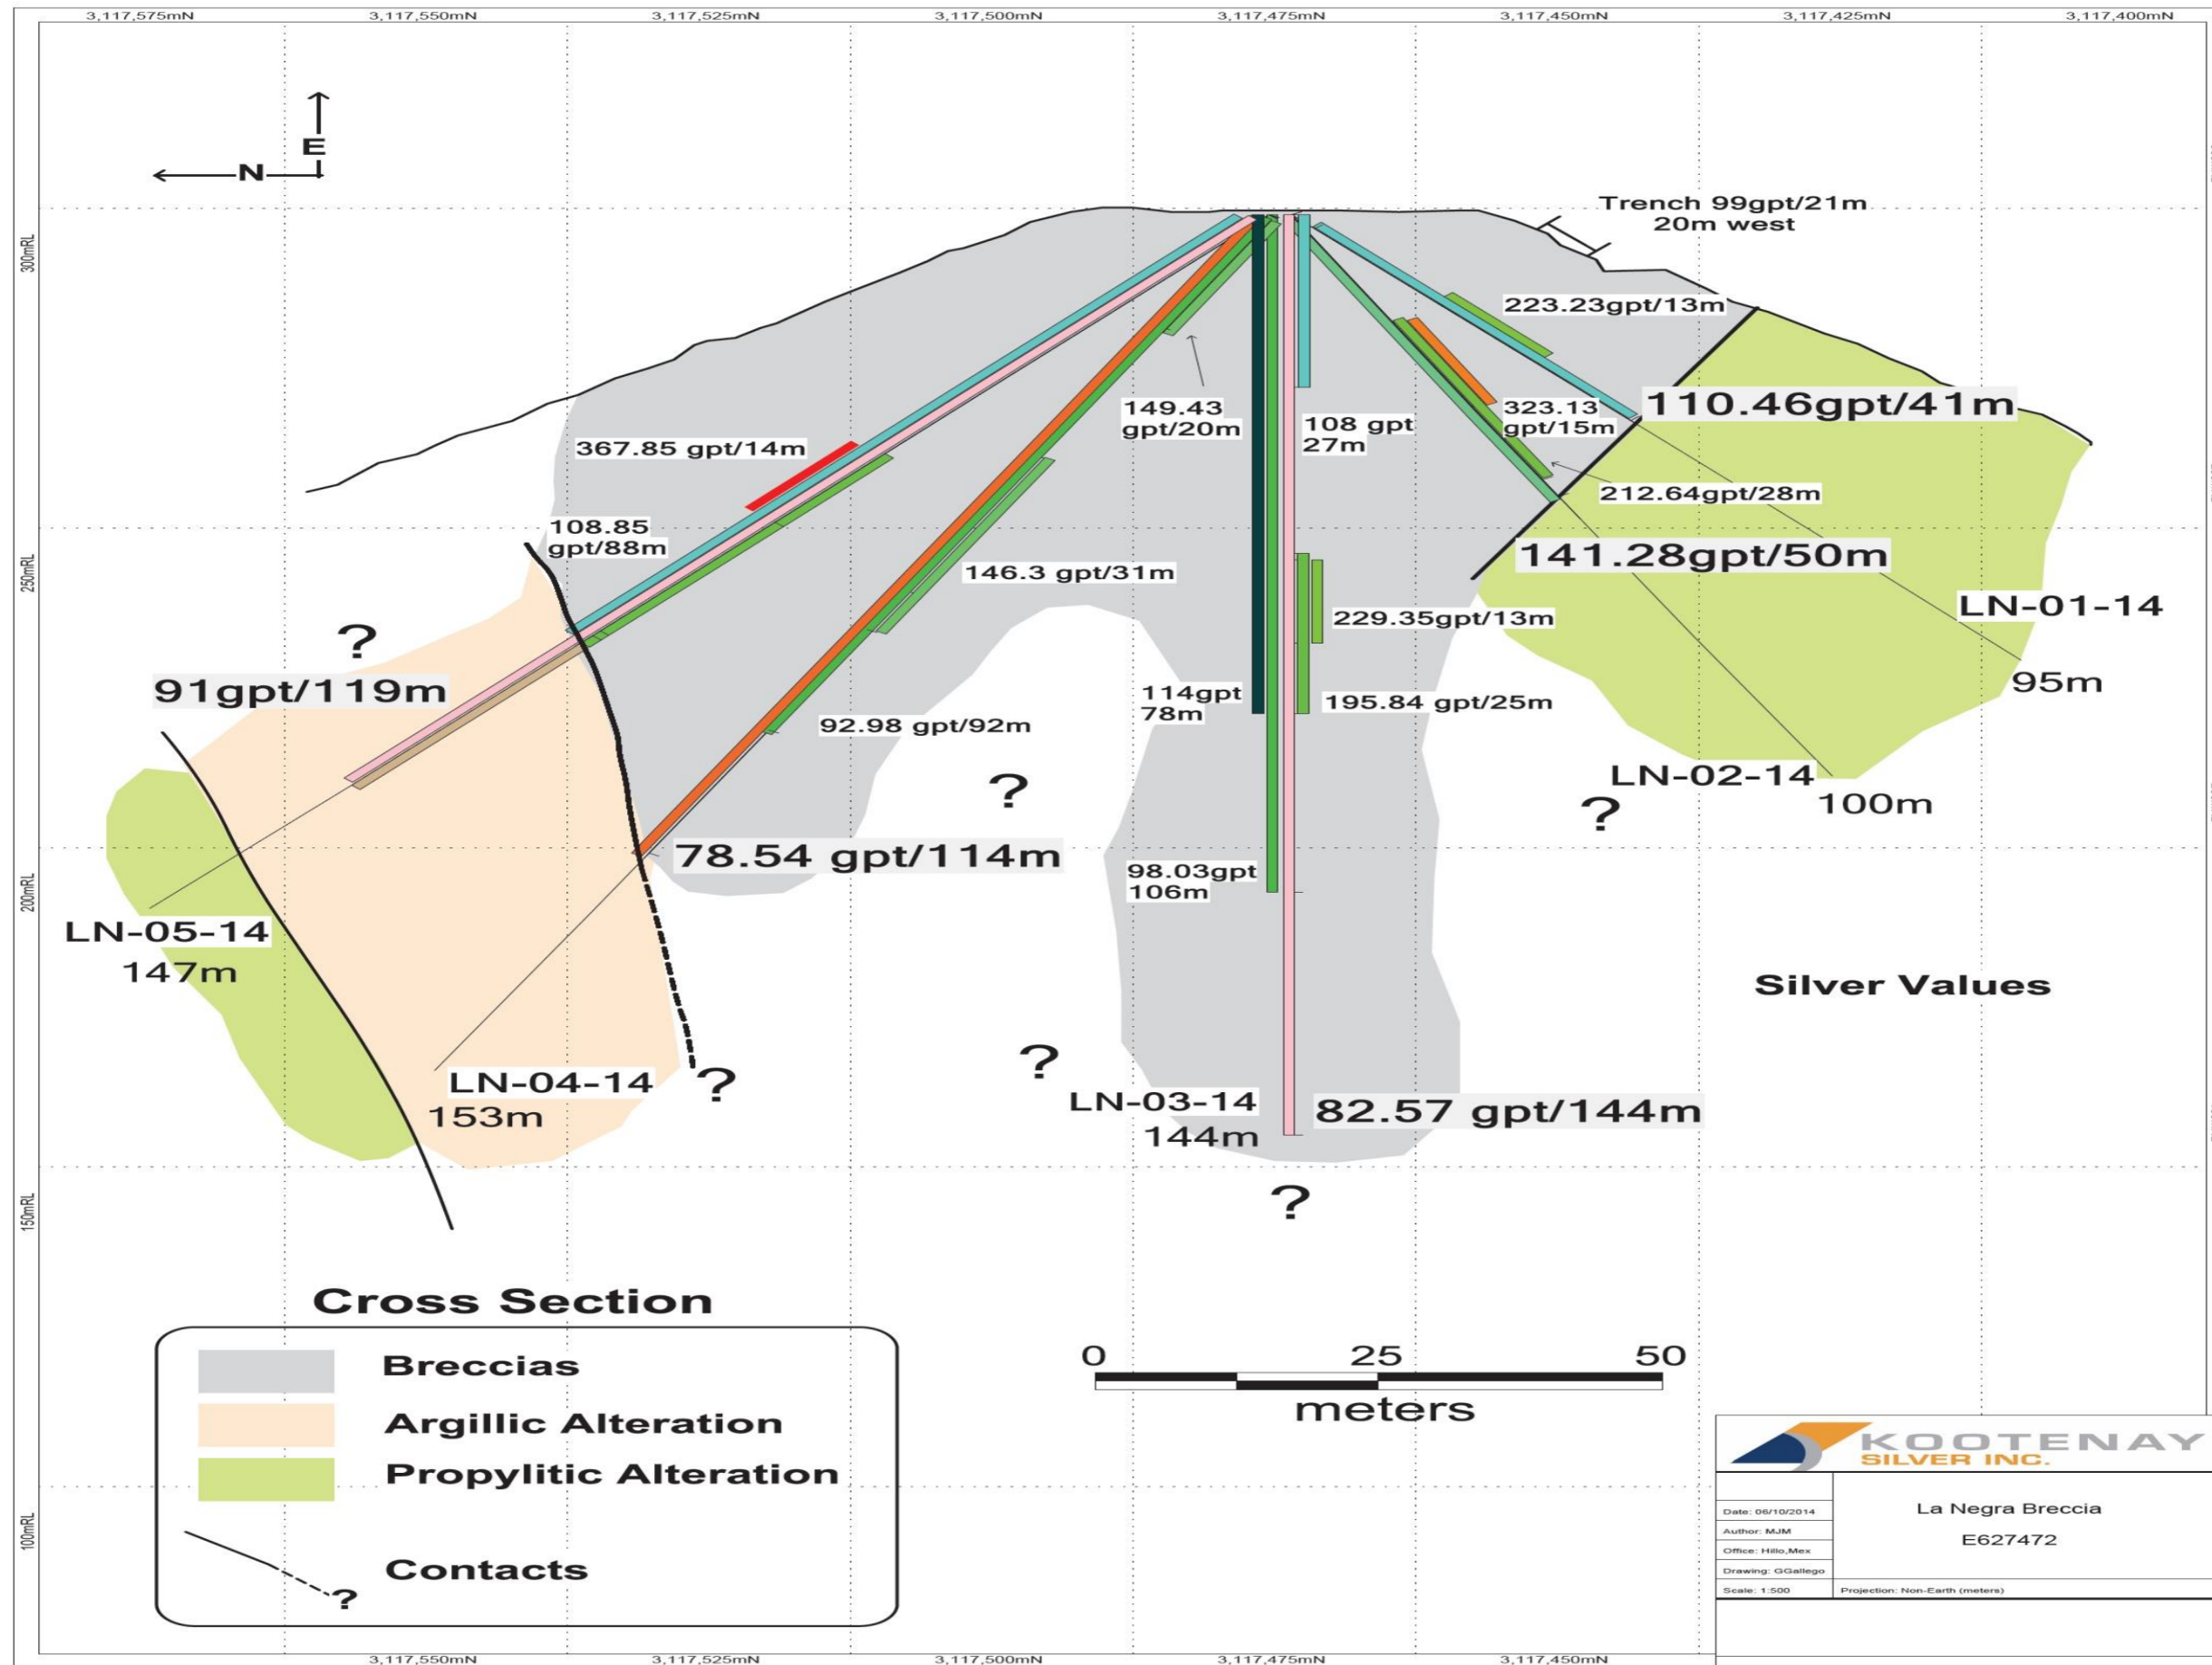 3,117,575mN
3,117,550mN
3,117,525mN
3,117,500mN
3,117,475mN
3,117,450mN
3,117,425mN
3,117,400mN
E
N
Trench 99gpt/21m
20m west
300mRL
223.23gpt/13m
149.43
gpt/20m
108 gpt
27m
323.13
gpt/15m
110.46gpt/41m
367.85 gpt/14m
212.64gpt/28m
108.85
gpt/88m
141.28gpt/50m
250mRL
146.3 gpt/31m
LN-01-14
95m
229.35gpt/13m
?
91gpt/119m
114gpt
78m
195.84 gpt/25m
92.98 gpt/92m
LN-02-14
100m
?
?
78.54 gpt/114m
98.03gpt
106m
200mRL
LN-05-14
147m
Silver Values
?
LN-04-14
153m
?
LN-03-14
144m
82.57 gpt/144m
150mRL
?
Cross Section
Breccias
Argillic Alteration
Propylitic Alteration
Contacts
?
0
25
50
meters
100mRL
KOOTENAY
SILVER INC.
Date: 06/10/2014
Author: MJM
Office: Hillo,Mex
Drawing: GGallego
Scale: 1:500
La Negra Breccia
E627472
Projection: Non-Earth (meters)
3,117,550mN
3,117,525mN
3,117,500mN
3,117,475mN
3,117,450mN